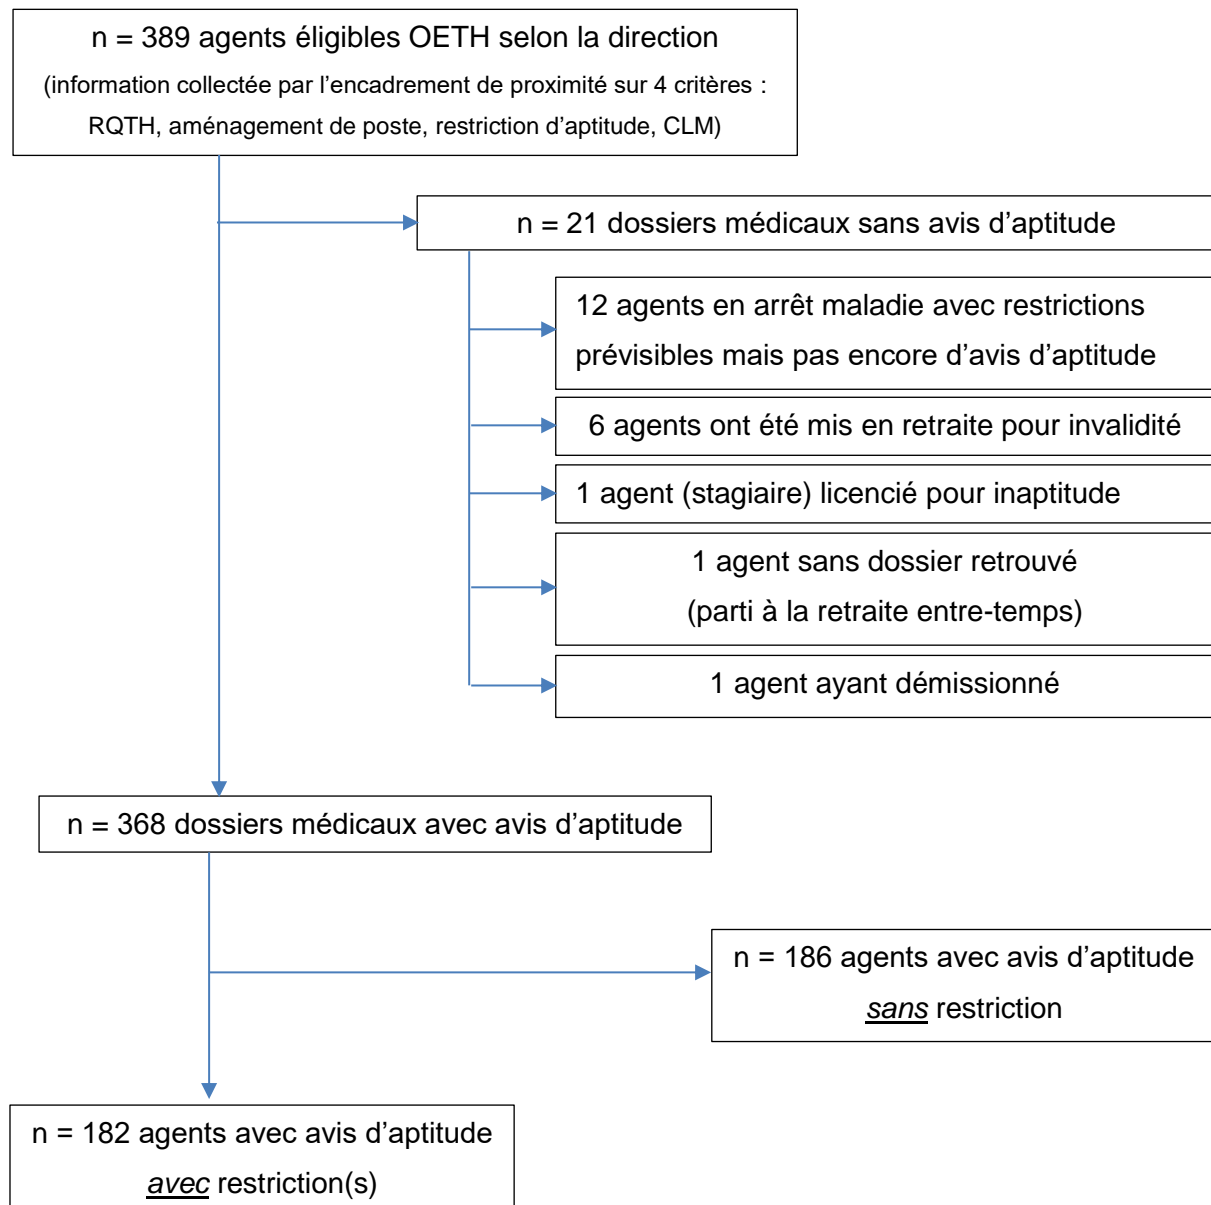 n = 389 agents éligibles OETH selon la direction
(information collectée par l’encadrement de proximité sur 4 critères :
RQTH, aménagement de poste, restriction d’aptitude, CLM)
n = 21 dossiers médicaux sans avis d’aptitude
12 agents en arrêt maladie avec restrictions
prévisibles mais pas encore d’avis d’aptitude
6 agents ont été mis en retraite pour invalidité
1 agent (stagiaire) licencié pour inaptitude
1 agent sans dossier retrouvé
(parti à la retraite entre-temps)
1 agent ayant démissionné
n = 368 dossiers médicaux avec avis d’aptitude
n = 186 agents avec avis d’aptitude
sans restriction
n = 182 agents avec avis d’aptitude
avec restriction(s)